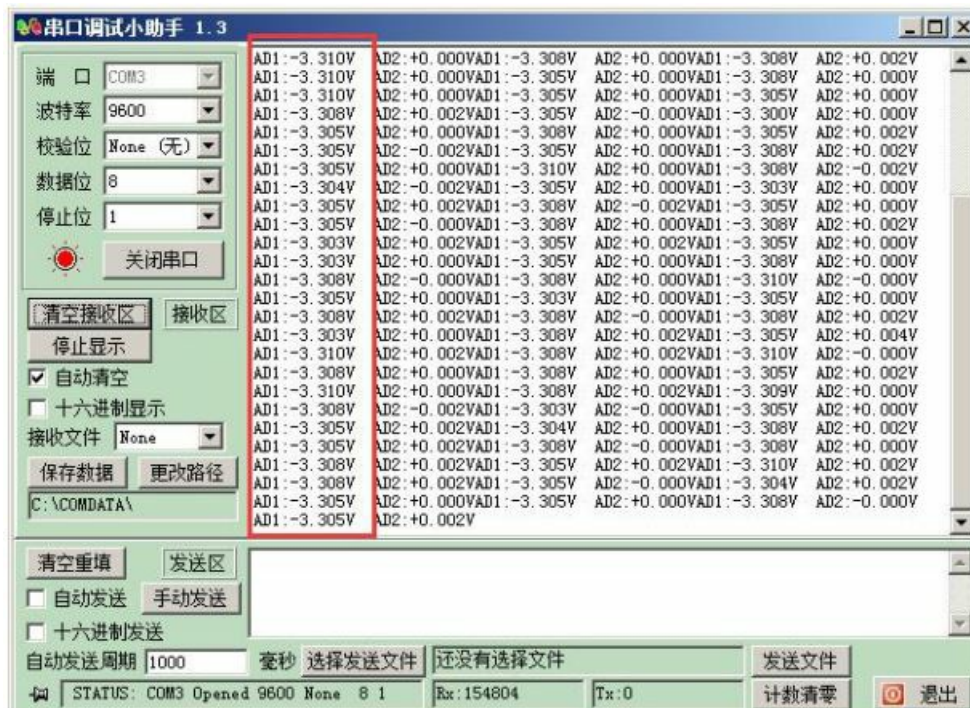 串口调试小助手 1.3
端 口 COM3
波特率 9600
校验位 None (无)
数据位 8
停止位 1
关闭串口
清空接收区 接收区
停止显示
自动清空
十六进制显示
接收文件 None
保存数据 更改路径
C:\COMDATA\
AD1:-3.310V AD2:+0.000VAD1:-3.308V AD2:+0.000VAD1:-3.308V AD2:+0.002V
AD1:-3.310V AD2:+0.000VAD1:-3.305V AD2:+0.000VAD1:-3.308V AD2:+0.000V
AD1:-3.310V AD2:+0.000VAD1:-3.305V AD2:+0.000VAD1:-3.305V AD2:+0.000V
AD1:-3.308V AD2:+0.002VAD1:-3.305V AD2:-0.000VAD1:-3.300V AD2:+0.000V
AD1:-3.305V AD2:+0.000VAD1:-3.308V AD2:+0.000VAD1:-3.305V AD2:+0.002V
AD1:-3.305V AD2:-0.002VAD1:-3.305V AD2:-0.000VAD1:-3.308V AD2:+0.002V
AD1:-3.305V AD2:+0.000VAD1:-3.310V AD2:+0.000VAD1:-3.308V AD2:-0.002V
AD1:-3.304V AD2:-0.002VAD1:-3.305V AD2:+0.000VAD1:-3.303V AD2:+0.000V
AD1:-3.305V AD2:+0.002VAD1:-3.308V AD2:-0.002VAD1:-3.305V AD2:+0.000V
AD1:-3.305V AD2:-0.000VAD1:-3.308V AD2:+0.000VAD1:-3.308V AD2:+0.002V
AD1:-3.303V AD2:+0.002VAD1:-3.305V AD2:+0.002VAD1:-3.305V AD2:+0.000V
AD1:-3.303V AD2:+0.000VAD1:-3.305V AD2:+0.000VAD1:-3.308V AD2:+0.000V
AD1:-3.308V AD2:-0.000VAD1:-3.308V AD2:+0.000VAD1:-3.310V AD2:-0.000V
AD1:-3.305V AD2:+0.000VAD1:-3.303V AD2:+0.000VAD1:-3.305V AD2:-0.000V
AD1:-3.308V AD2:+0.002VAD1:-3.308V AD2:-0.000VAD1:-3.308V AD2:+0.002V
AD1:-3.303V AD2:+0.000VAD1:-3.308V AD2:+0.002VAD1:-3.305V AD2:+0.004V
AD1:-3.310V AD2:+0.002VAD1:-3.308V AD2:+0.002VAD1:-3.310V AD2:-0.000V
AD1:-3.308V AD2:+0.000VAD1:-3.308V AD2:+0.000VAD1:-3.305V AD2:+0.002V
AD1:-3.310V AD2:+0.000VAD1:-3.308V AD2:+0.002VAD1:-3.309V AD2:+0.000V
AD1:-3.308V AD2:-0.002VAD1:-3.303V AD2:-0.000VAD1:-3.305V AD2:+0.000V
AD1:-3.305V AD2:+0.002VAD1:-3.304V AD2:-0.000VAD1:-3.308V AD2:+0.002V
AD1:-3.305V AD2:+0.002VAD1:-3.308V AD2:-0.000VAD1:-3.308V AD2:+0.000V
AD1:-3.308V AD2:+0.002VAD1:-3.305V AD2:+0.002VAD1:-3.310V AD2:+0.002V
AD1:-3.308V AD2:+0.002VAD1:-3.305V AD2:-0.000VAD1:-3.304V AD2:+0.002V
AD1:-3.305V AD2:+0.000VAD1:-3.305V AD2:+0.000VAD1:-3.308V AD2:-0.000V
AD1:-3.305V AD2:+0.002V
清空重填 发送区
自动发送 手动发送
十六进制发送
自动发送周期 1000 毫秒 选择发送文件 还没有选择文件 发送文件
STATUS: COM3 Opened 9600 None 8 1 Rx:154804 Tx:0 计数清零 退出